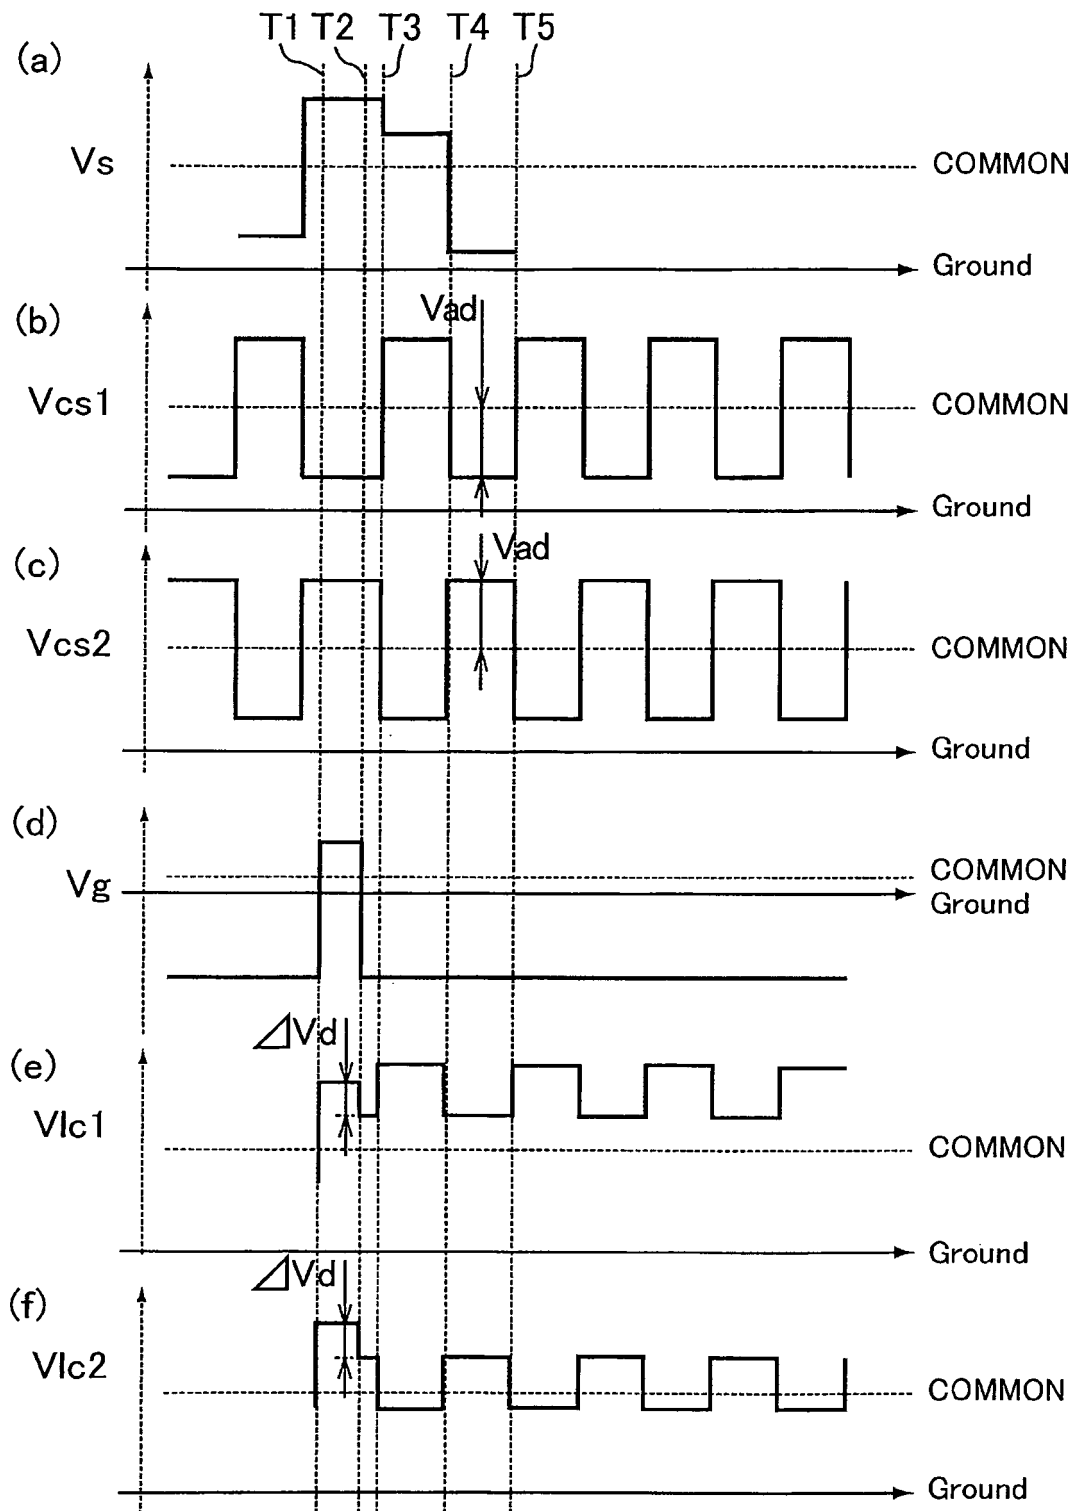 T1 T2 T3 T4 T5
(a)
Vs
COMMON
Ground
(b)
Vad
Vcs1
COMMON
Ground
(c)
Vad
Vcs2
COMMON
Ground
(d)
Vg
COMMON
Ground
(e)
⊿Vd
Vlc1
COMMON
Ground
(f)
⊿Vd
Vlc2
COMMON
Ground